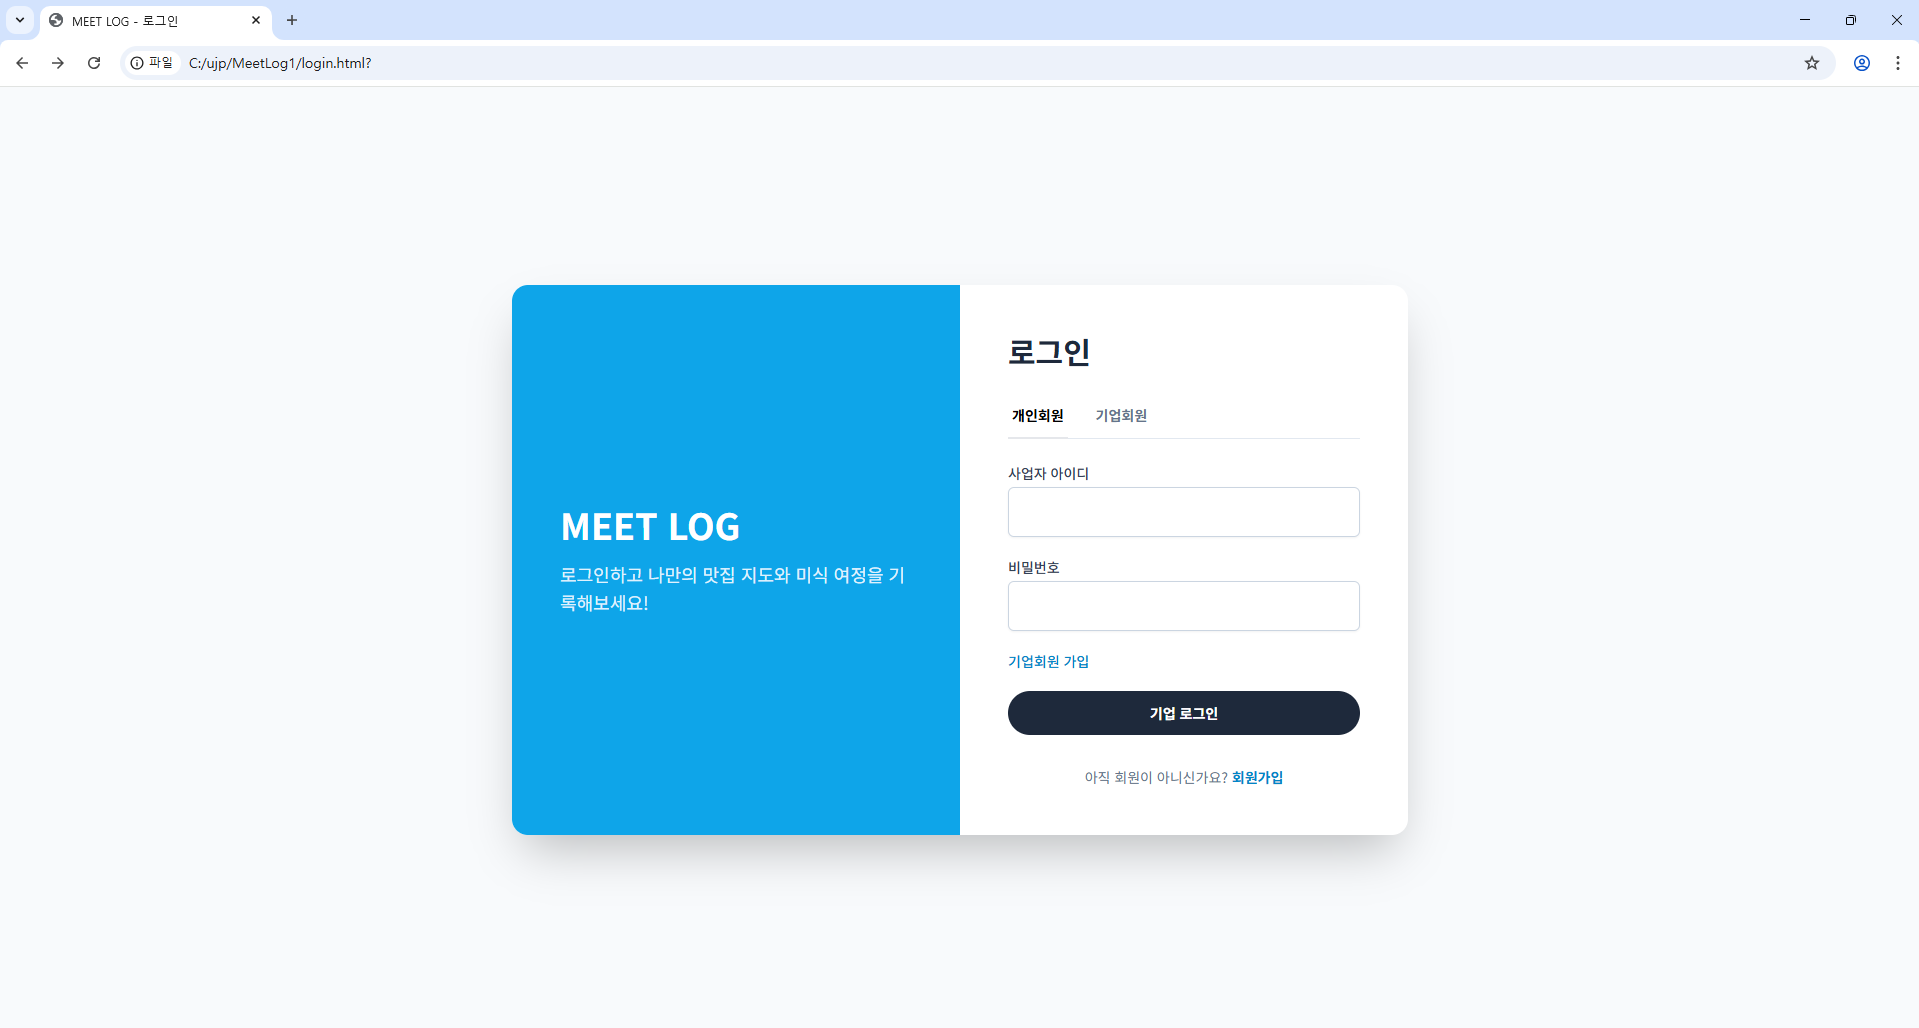 MEET LOG - 로그인
파일 C:/ujp/MeetLog1/login.html?
MEET LOG
로그인하고 나만의 맛집 지도와 미식 여정을 기
록해보세요!
로그인
개인회원 기업회원
사업자 아이디
비밀번호
기업회원 가입
기업 로그인
아직 회원이 아니신가요? 회원가입